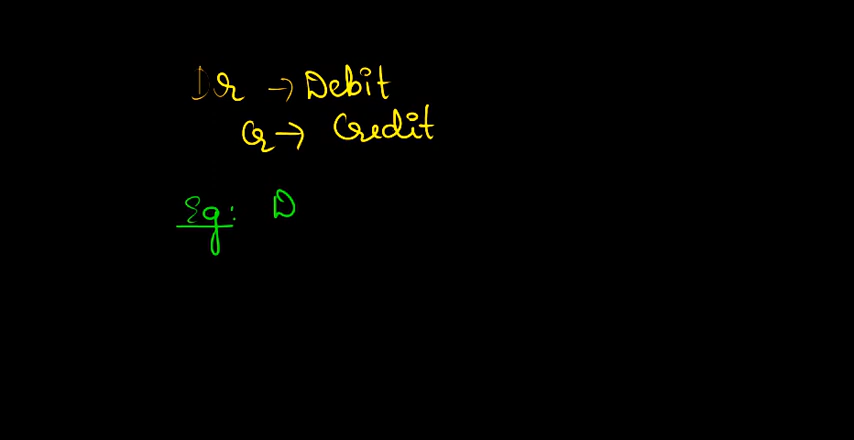 Dr → Debit
Cr → Credit
Eg: D